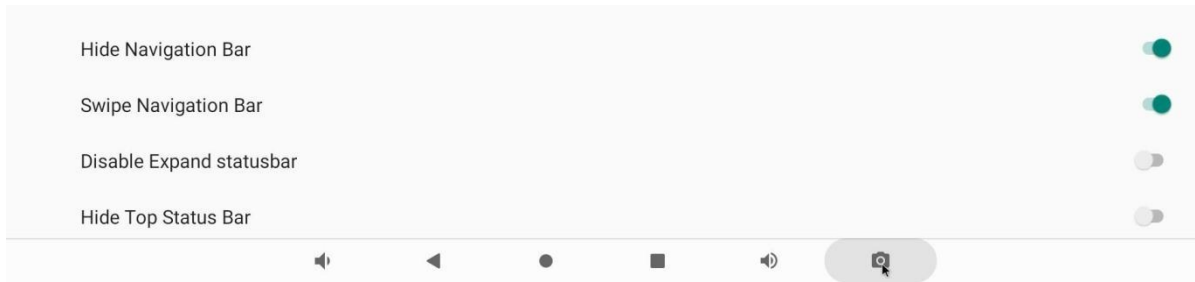 Hide Navigation Bar
Swipe Navigation Bar
Disable Expand statusbar
Hide Top Status Bar